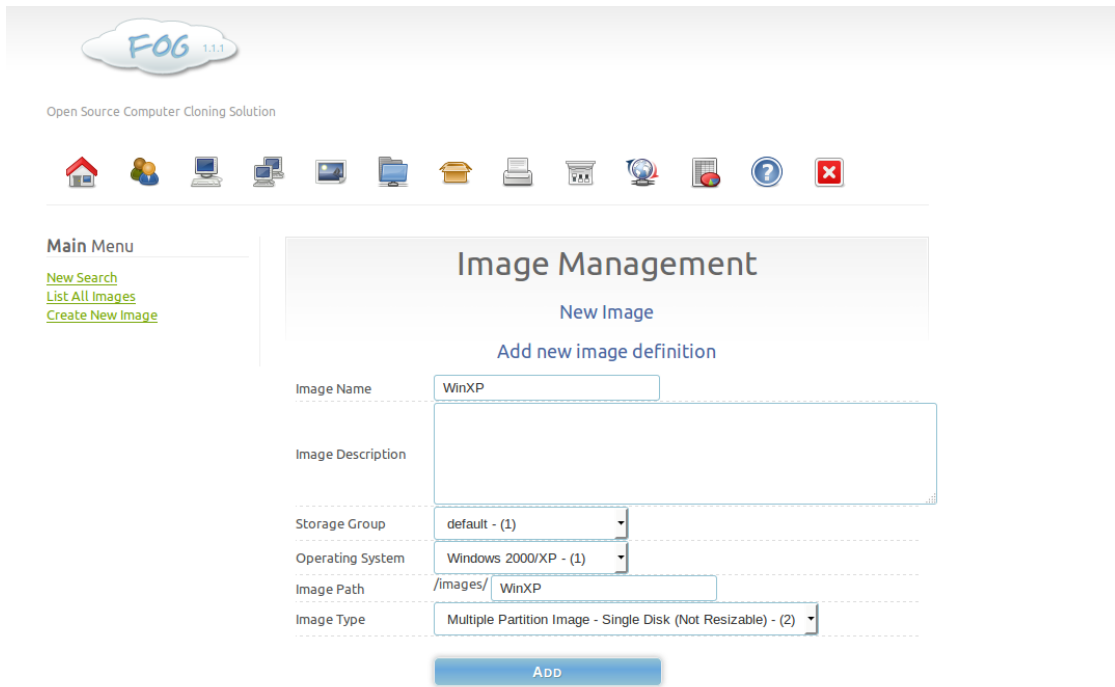 FOG 1.1.1
Open Source Computer Cloning Solution
Main Menu
New Search
List All Images
Create New Image
Image Management
New Image
Add new image definition
Image Name WinXP
Image Description
Storage Group default - (1)
Operating System Windows 2000/XP - (1)
Image Path /images/ WinXP
Image Type Multiple Partition Image - Single Disk (Not Resizable) - (2)
ADD